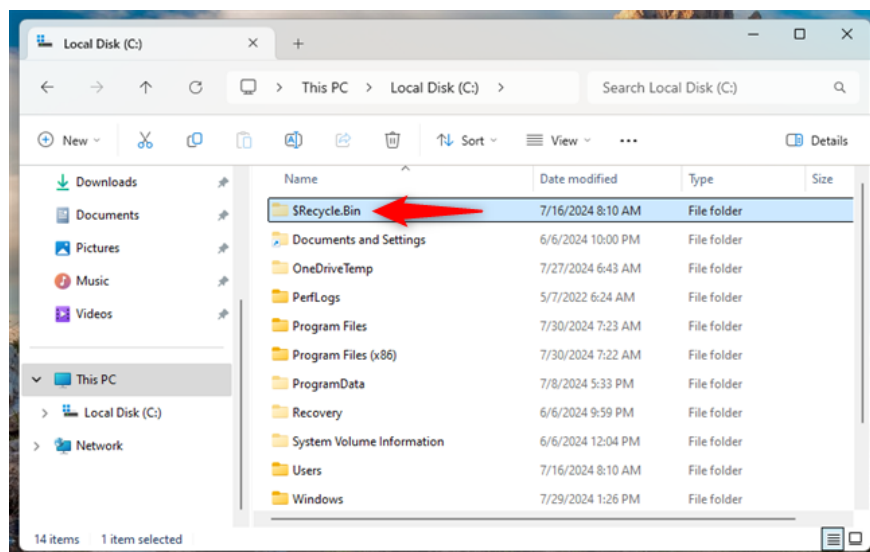 Local Disk (C:)
This PC > Local Disk (C:) > Search Local Disk (C:)
New Sort View ... Details
Name Date modified Type Size
Downloads
Documents
Pictures
Music
Videos
This PC
Local Disk (C:)
Network
$Recycle.Bin 7/16/2024 8:10 AM File folder
Documents and Settings 6/6/2024 10:00 PM File folder
OneDriveTemp 7/27/2024 6:43 AM File folder
PerfLogs 5/7/2022 6:24 AM File folder
Program Files 7/30/2024 7:23 AM File folder
Program Files (x86) 7/30/2024 7:22 AM File folder
ProgramData 7/8/2024 5:33 PM File folder
Recovery 6/6/2024 9:59 PM File folder
System Volume Information 6/6/2024 12:04 PM File folder
Users 7/16/2024 8:10 AM File folder
Windows 7/29/2024 1:26 PM File folder
14 items 1 item selected